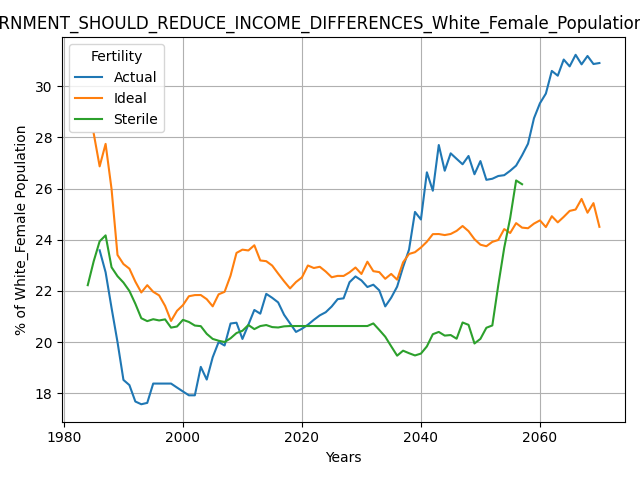 RNMENT_SHOULD_REDUCE_INCOME_DIFFERENCES_White_Female_Population
Fertility
Actual
Ideal
Sterile
% of White_Female Population
30
28
26
24
22
20
18
1980
2000
2020
2040
2060
Years